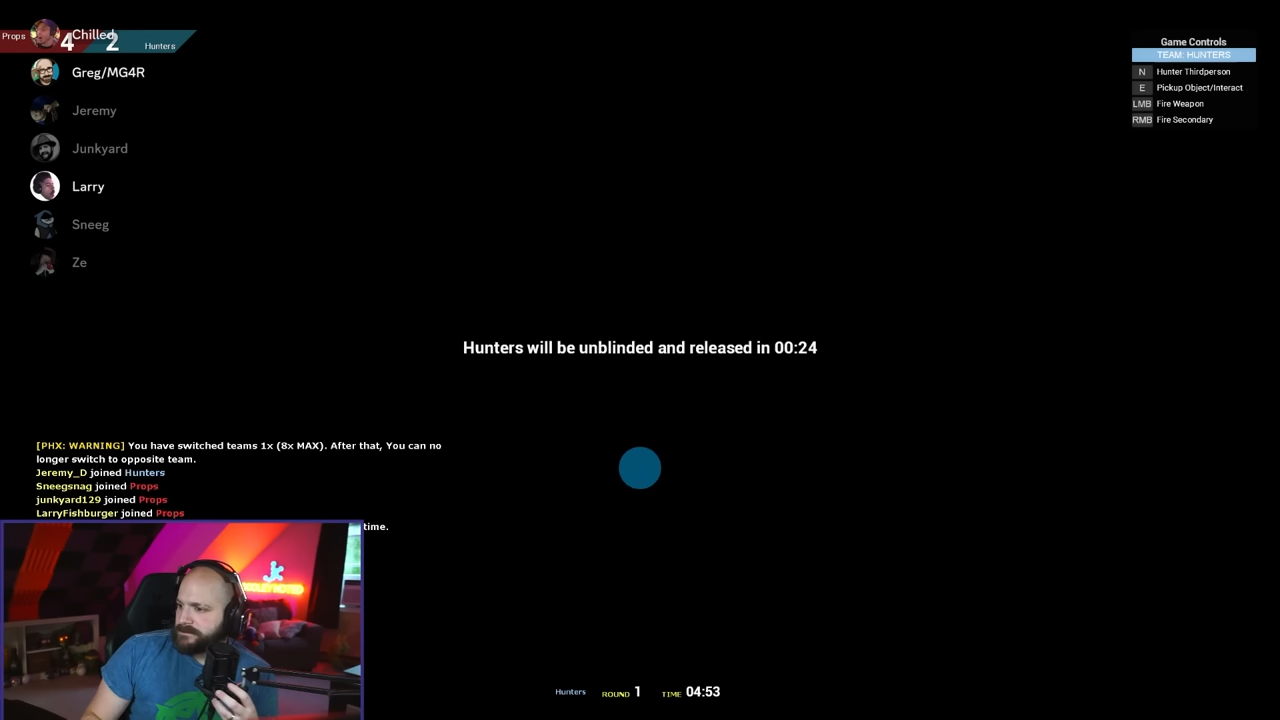 Props 4 2 Hunters
Chilled
Greg/MG4R
Jeremy
Junkyard
Larry
Sneeg
Ze
Game Controls
TEAM: HUNTERS
N Hunter Thirdperson
E Pickup Object/Interact
LMB Fire Weapon
RMB Fire Secondary
Hunters will be unblinded and released in 00:24
[PHX: WARNING] You have switched teams 1x (8x MAX). After that, You can no
longer switch to opposite team.
Jeremy_D joined Hunters
Sneegsnag joined Props
junkyard129 joined Props
LarryFishburger joined Props
time.
Hunters ROUND 1 TIME 04:53